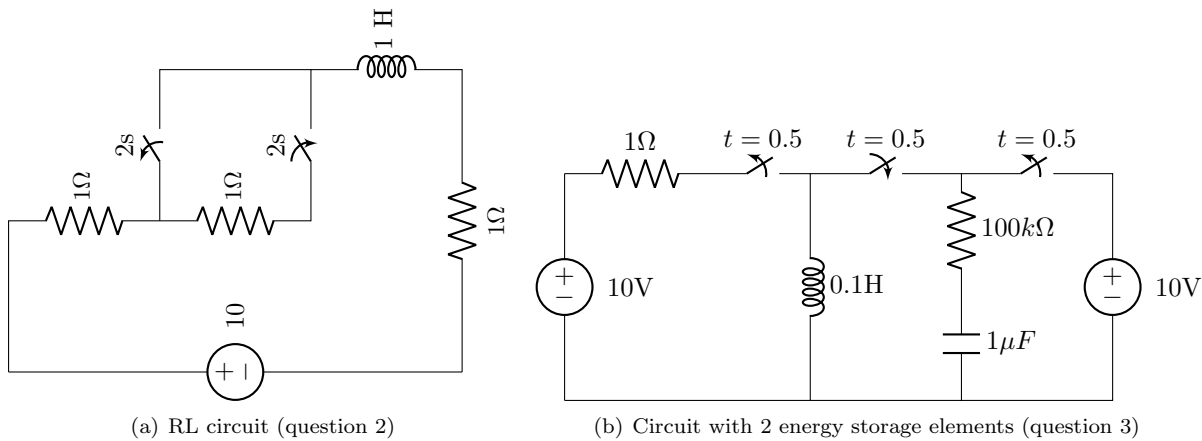 1 H
2s
2s
1Ω
1Ω
1Ω
10
+ −
(a) RL circuit (question 2)
1Ω
t = 0.5
t = 0.5
t = 0.5
100kΩ
+
−
10V
0.1H
+
−
10V
1μF
(b) Circuit with 2 energy storage elements (question 3)